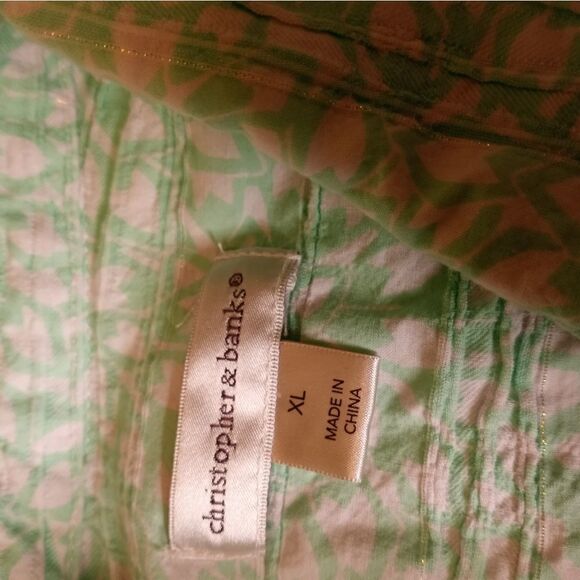 christopher & banks®
XL
MADE IN
CHINA